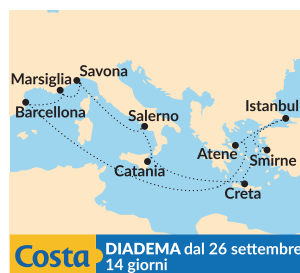 Marsiglia
Savona
Barcellona
Salerno
Istanbul
Atene
Smirne
Catania
Creta
Costa
DIADEMA dal 26 settembre
14 giorni